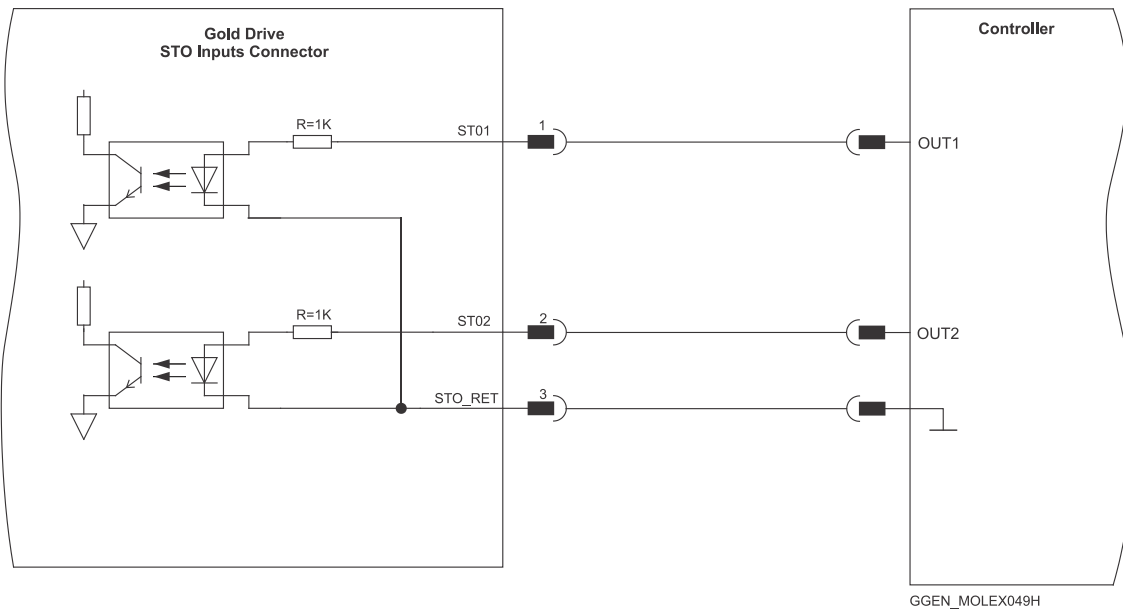 Gold Drive
STO Inputs Connector
Controller
R=1K
ST01
1
OUT1
R=1K
ST02
2
OUT2
STO_RET
3
GGEN_MOLEX049H